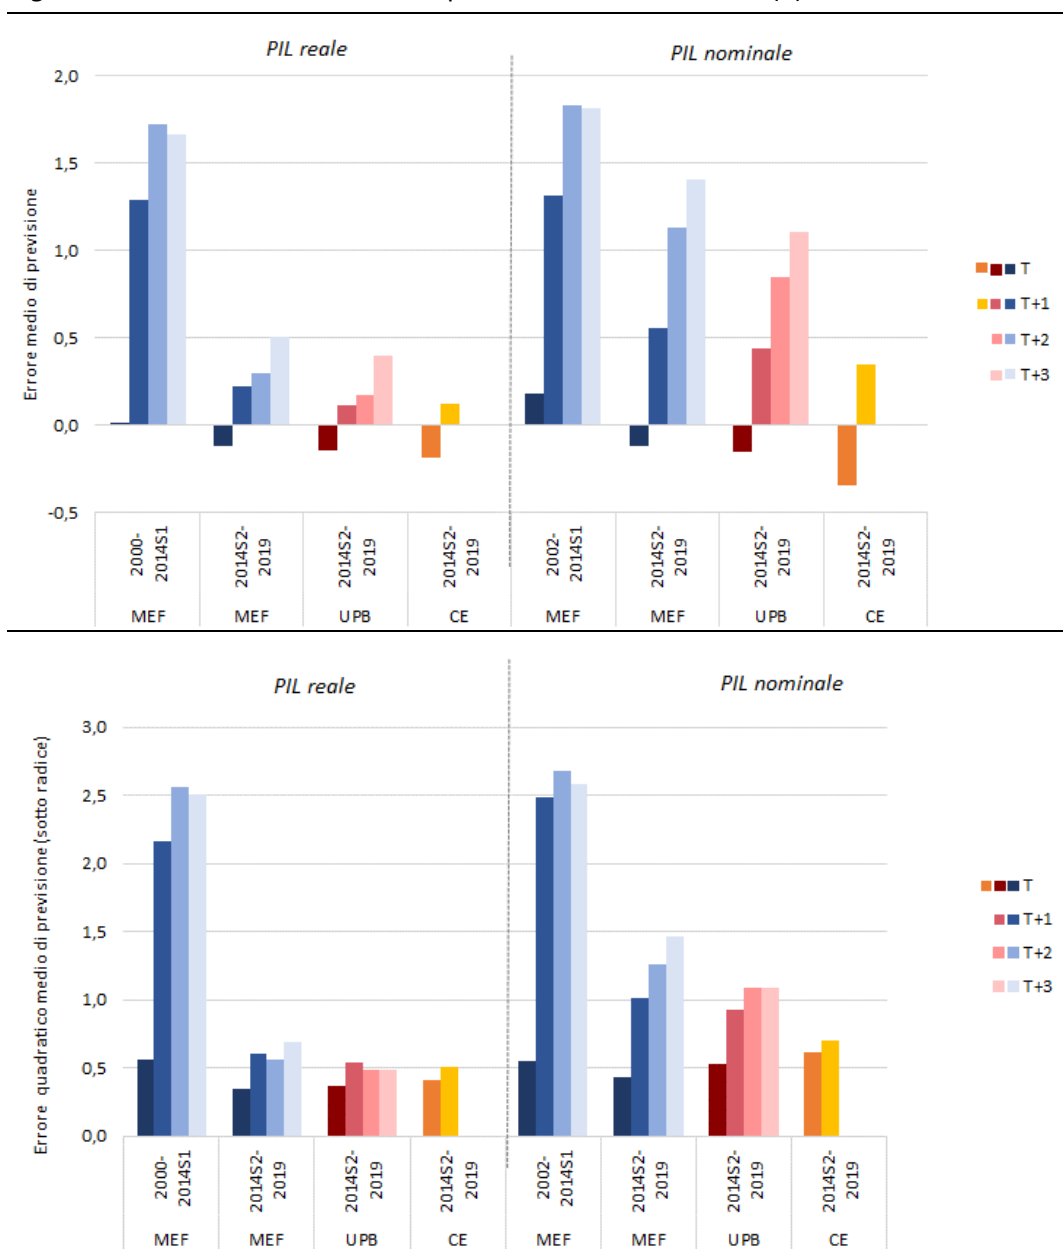 PIL reale
PIL nominale
Errore medio di previsione
2,0
1,5
1,0
0,5
0,0
-0,5
2000-
2014S1
2014S2-
2019
2014S2-
2019
2014S2-
2019
2002-
2014S1
2014S2-
2019
2014S2-
2019
2014S2-
2019
MEF MEF UPB CE MEF MEF UPB CE
T
T+1
T+2
T+3
PIL reale
PIL nominale
Errore quadratico medio di previsione (sotto radice)
3,0
2,5
2,0
1,5
1,0
0,5
0,0
2000-
2014S1
2014S2-
2019
2014S2-
2019
2014S2-
2019
2002-
2014S1
2014S2-
2019
2014S2-
2019
2014S2-
2019
MEF MEF UPB CE MEF MEF UPB CE
T
T+1
T+2
T+3